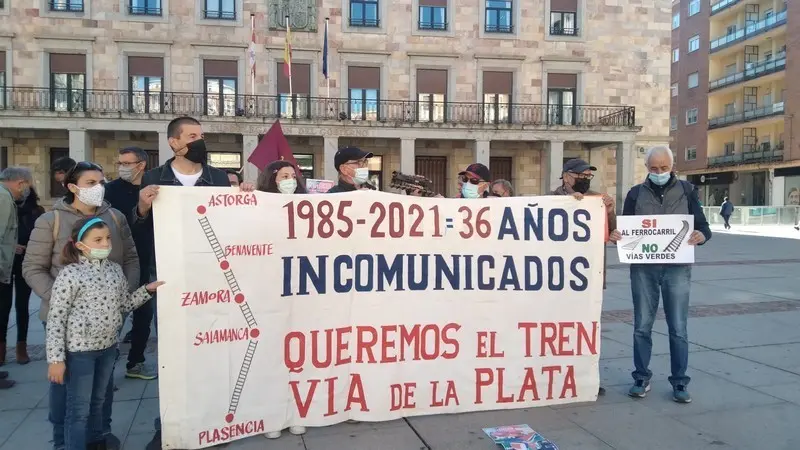 ASTORGA
BENAVENTE
ZAMORA
SALAMANCA
PLASENCIA
1985-2021=36 AÑOS
INCOMUNICADOS
QUEREMOS EL TREN
VIA DE LA PLATA
SI
AL FERROCARRIL
NO
VÍAS VERDES